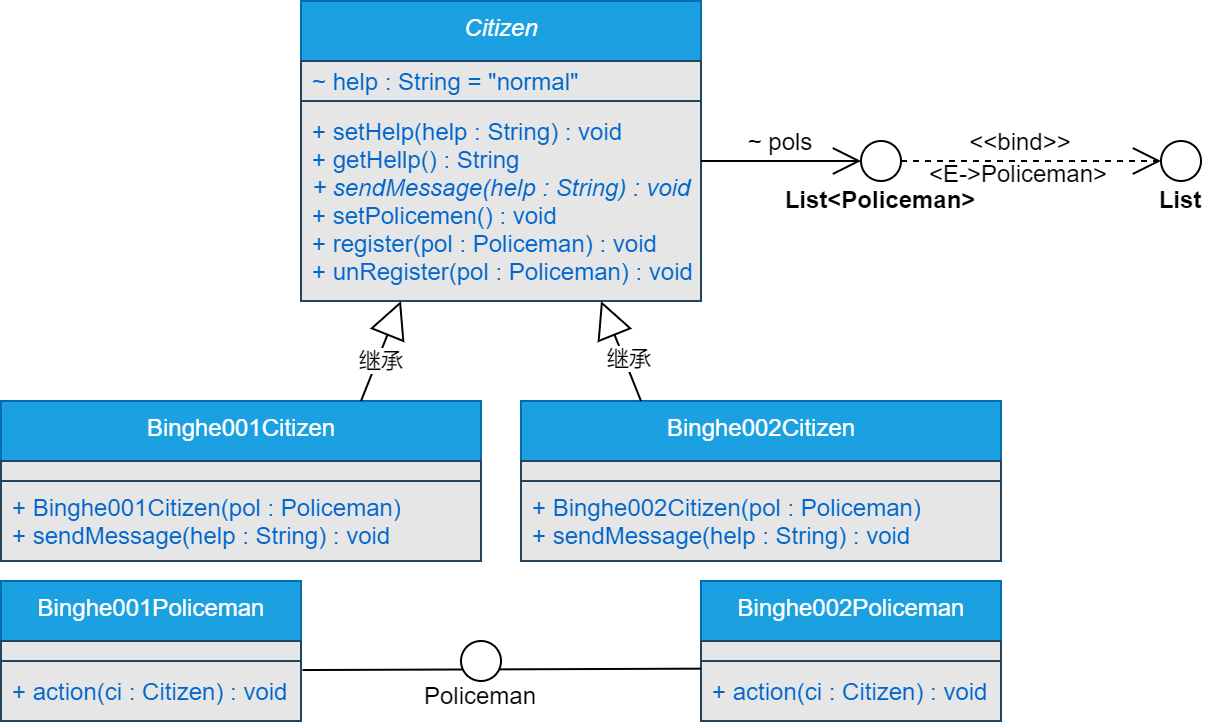 Citizen
~ help : String = "normal"
+ setHelp(help : String) : void
+ getHellp() : String
+ sendMessage(help : String) : void
+ setPolicemen() : void
+ register(pol : Policeman) : void
+ unRegister(pol : Policeman) : void
~ pols
<<bind>>
<E->Policeman>
List<Policeman>
List
继承
继承
Binghe001Citizen
+ Binghe001Citizen(pol : Policeman)
+ sendMessage(help : String) : void
Binghe002Citizen
+ Binghe002Citizen(pol : Policeman)
+ sendMessage(help : String) : void
Binghe001Policeman
+ action(ci : Citizen) : void
Policeman
Binghe002Policeman
+ action(ci : Citizen) : void